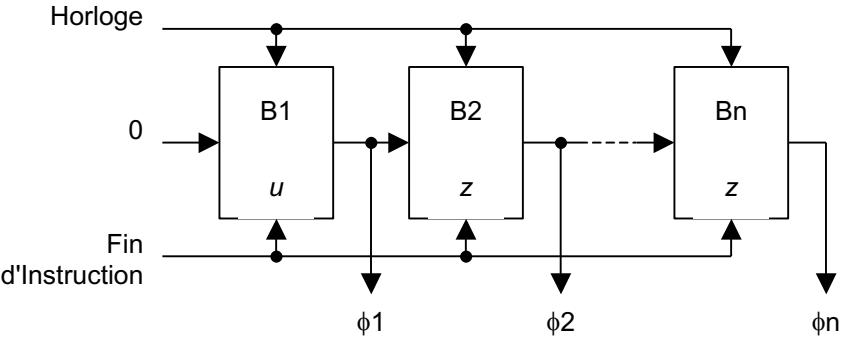 Horloge
B1
B2
Bn
0
u
z
z
Fin
d'Instruction
ϕ1
ϕ2
ϕn